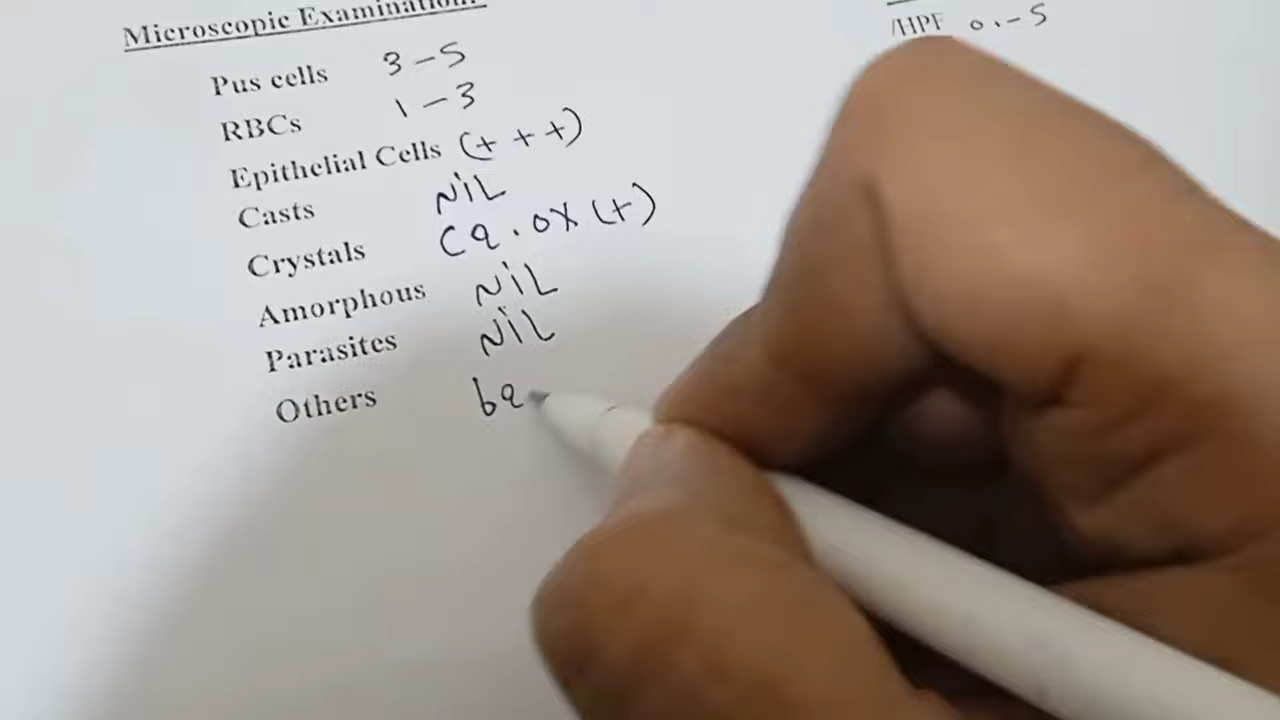 Microscopic Examination:
/HPF 0.-5
Pus cells 3-5
RBCs 1-3
Epithelial Cells (+++)
Casts NiL
Crystals Ca.OX (+)
Amorphous NiL
Parasites NiL
Others ba